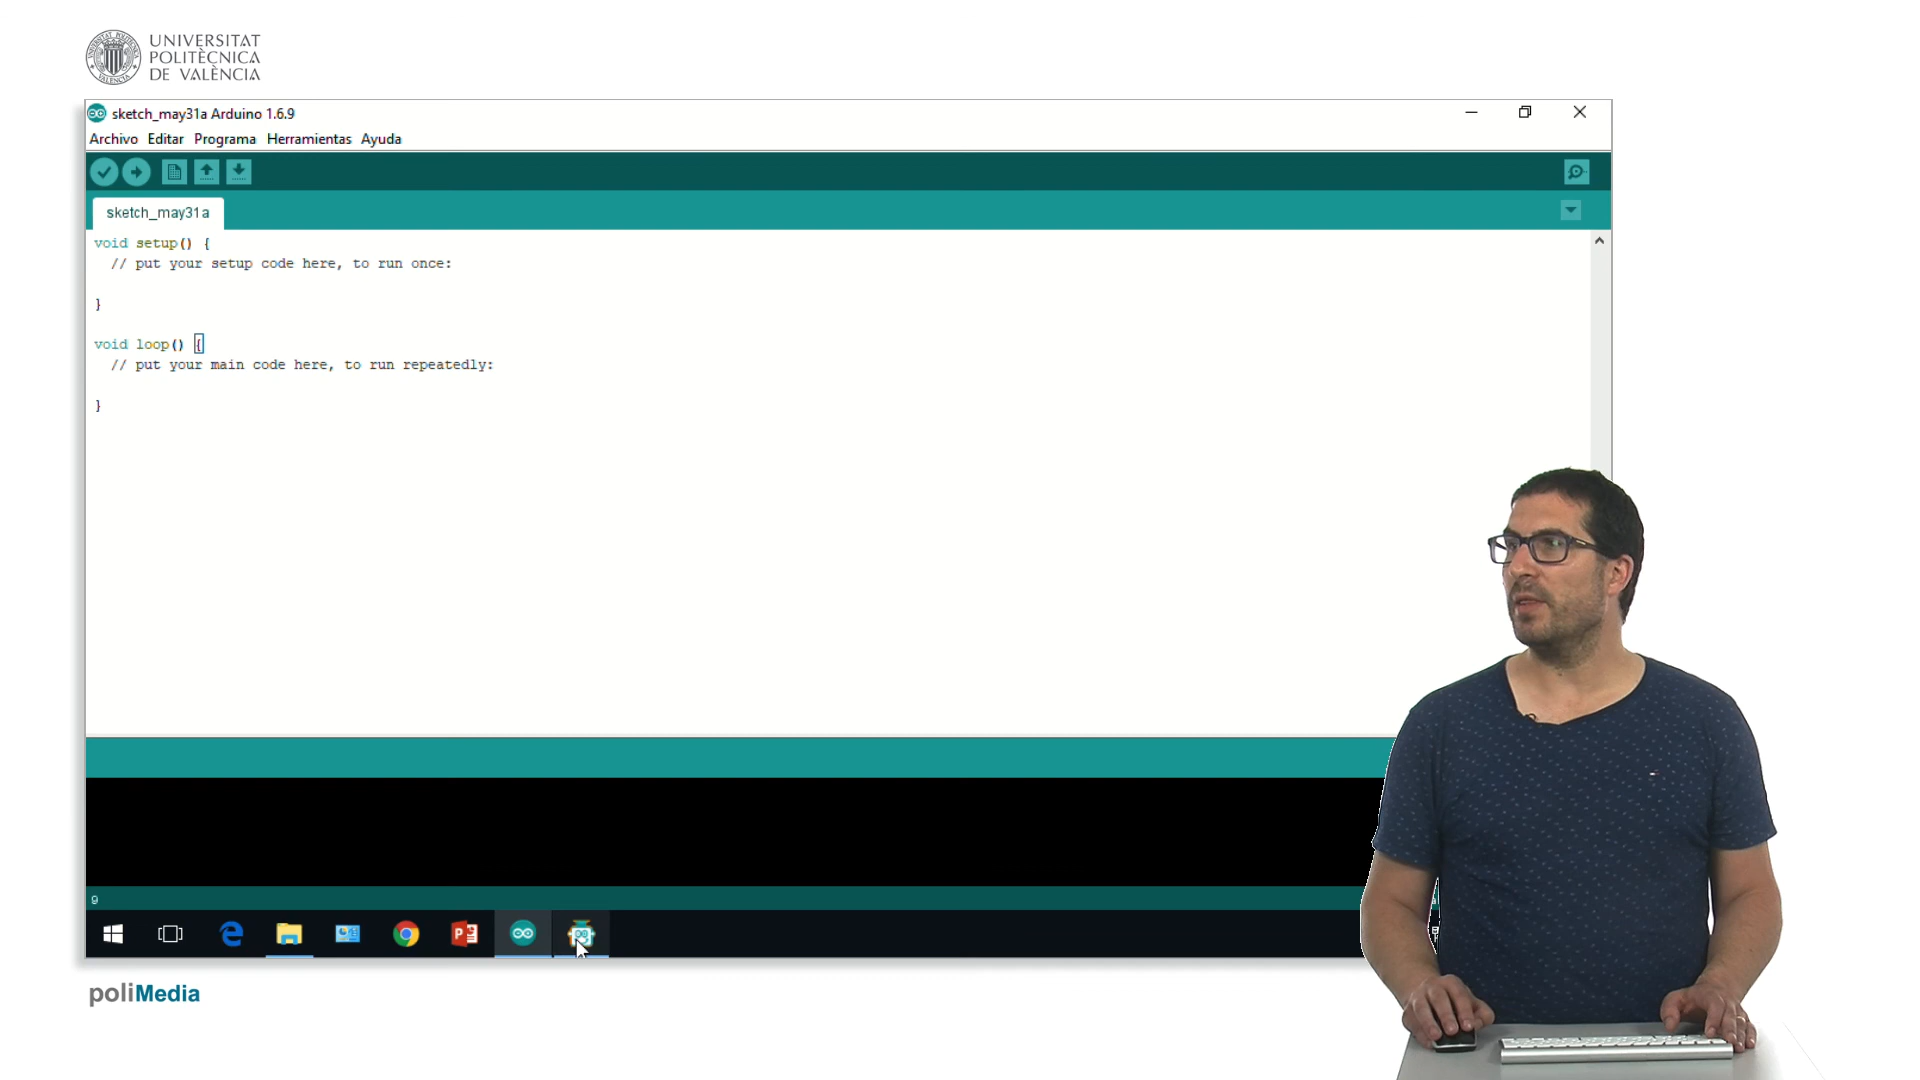 UNIVERSITAT
POLITÈCNICA
DE VALÈNCIA
sketch_may31a Arduino 1.6.9
Archivo Editar Programa Herramientas Ayuda
sketch_may31a
void setup() {
// put your setup code here, to run once:
}
void loop() {
// put your main code here, to run repeatedly:
}
9
poliMedia